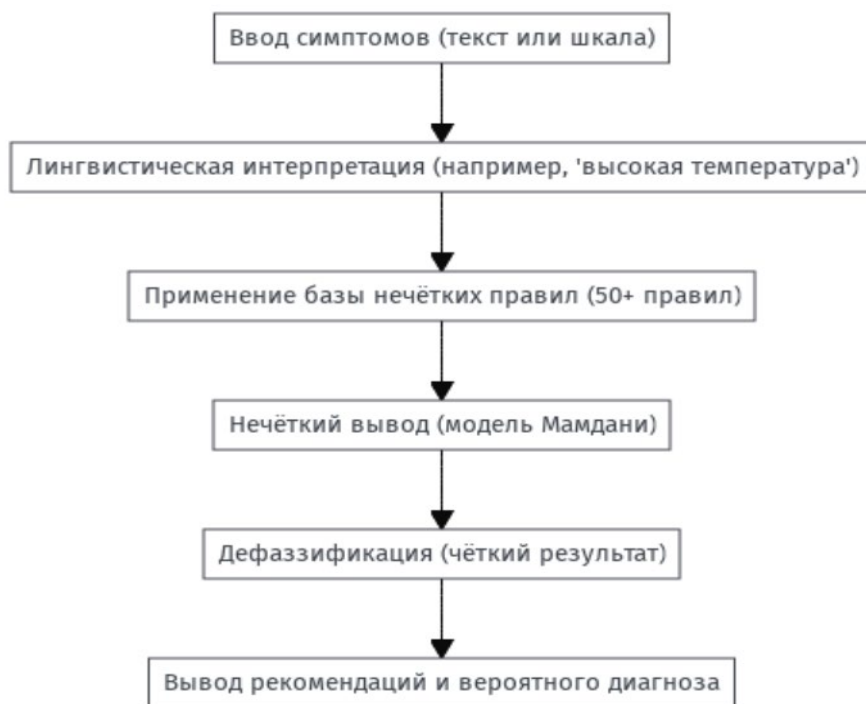 Ввод симптомов (текст или шкала)
Лингвистическая интерпретация (например, 'высокая температура')
Применение базы нечётких правил (50+ правил)
Нечёткий вывод (модель Мамдани)
Дефаззификация (чёткий результат)
Вывод рекомендаций и вероятного диагноза